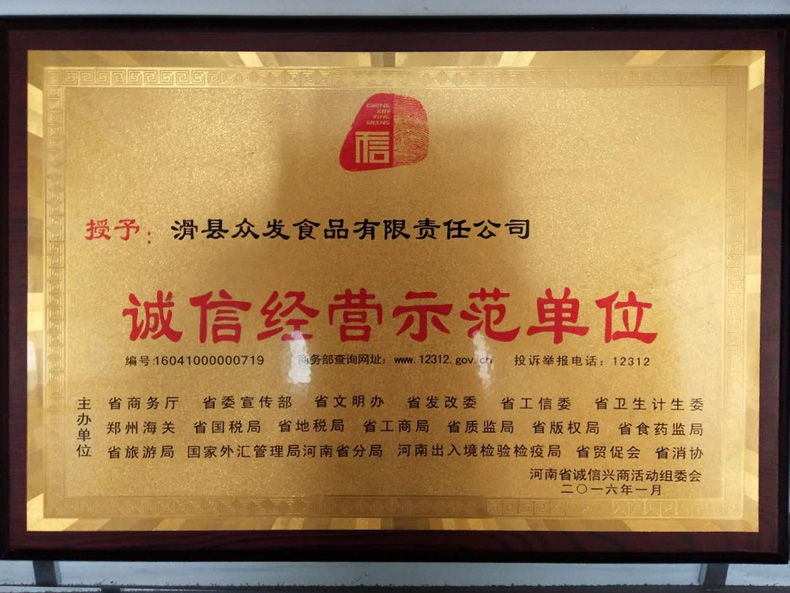 CHENG
XIN
XING
SHANG
信
授予：滑县众发食品有限责任公司
诚信经营示范单位
编号:16041000000719 商务部查询网址：www.12312.gov.cn 投诉举报电话：12312
主办单位
省商务厅 省委宣传部 省文明办 省发改委 省工信委 省卫生计生委
郑州海关 省国税局 省地税局 省工商局 省质监局 省版权局 省食药监局
省旅游局 国家外汇管理局河南省分局 河南出入境检验检疫局 省贸促会 省消协
河南省诚信兴商活动组委会
二〇一六年一月